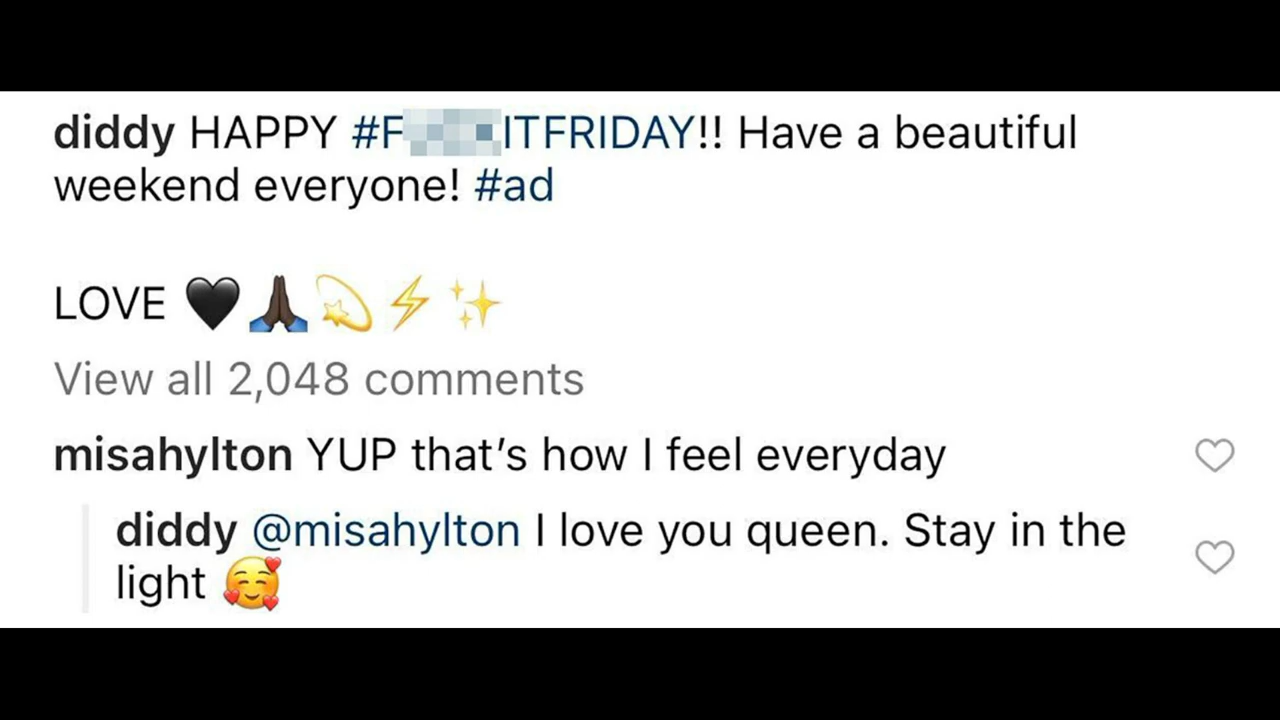 diddy HAPPY #F ITFRIDAY!! Have a beautiful
weekend everyone! #ad
LOVE 🖤🙏🏿💫⚡✨
View all 2,048 comments
misahylton YUP that's how I feel everyday
diddy @misahylton I love you queen. Stay in the
light 🥰